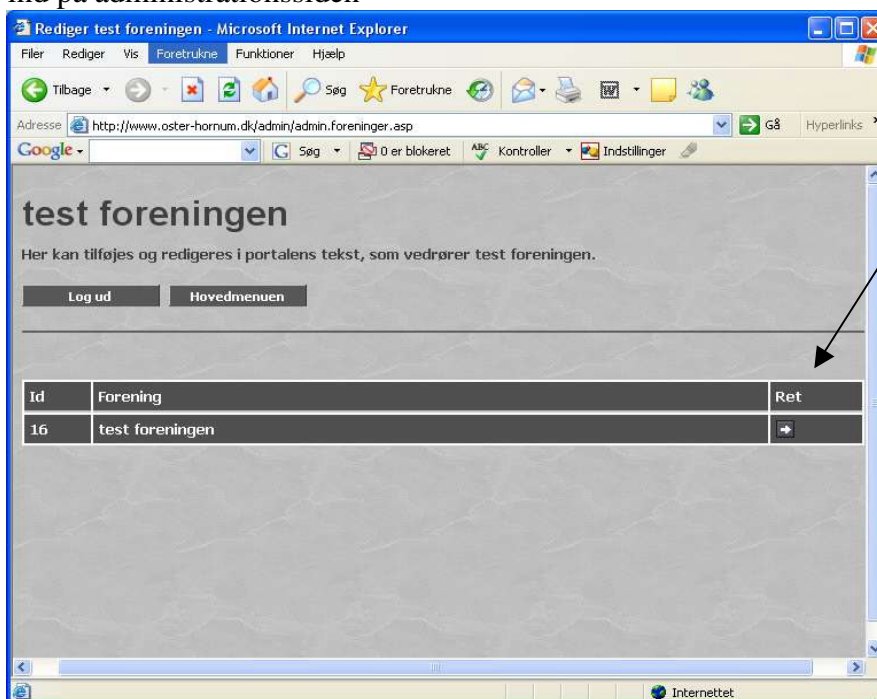 ind på administrationssiden
Rediger test foreningen - Microsoft Internet Explorer
Filer Rediger Vis Foretrukne Funktioner Hjælp
Tilbage Søg Foretrukne
Adresse http://www.oster-hornum.dk/admin/admin.foreninger.asp Gå Hyperlinks
Google Søg 0 er blokeret ABC Kontroller Indstillinger
test foreningen
Her kan tilføjes og redigeres i portalens tekst, som vedrører test foreningen.
Log ud Hovedmenuen
Id Forening Ret
16 test foreningen
Internettet